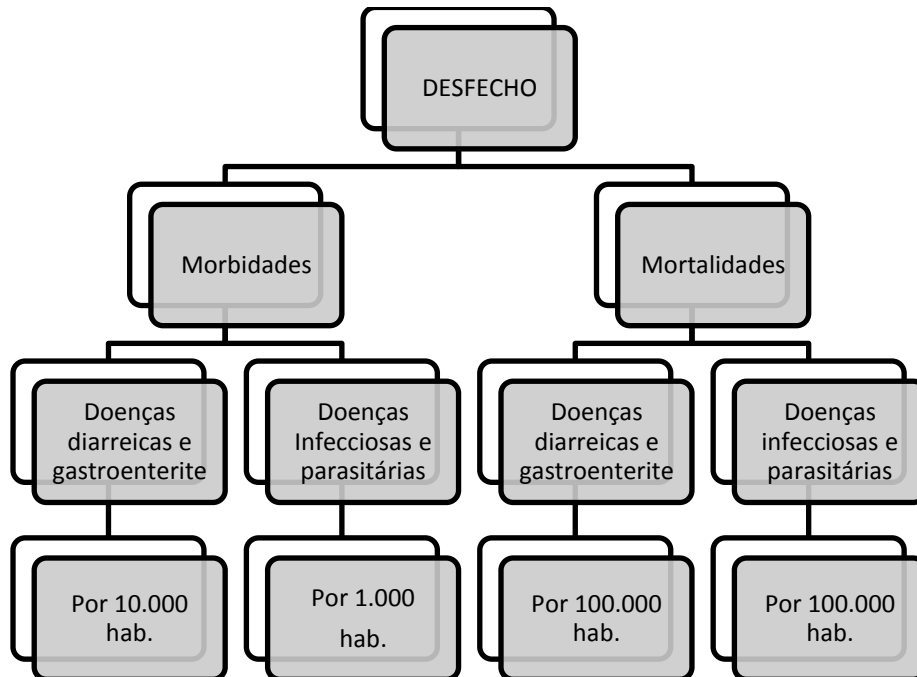 DESFECHO
Morbidades
Mortalidades
Doenças
diarreicas e
gastroenterite
Doenças
Infecciosas e
parasitárias
Doenças
diarreicas e
gastroenterite
Doenças
infecciosas e
parasitárias
Por 10.000
hab.
Por 1.000
hab.
Por 100.000
hab.
Por 100.000
hab.